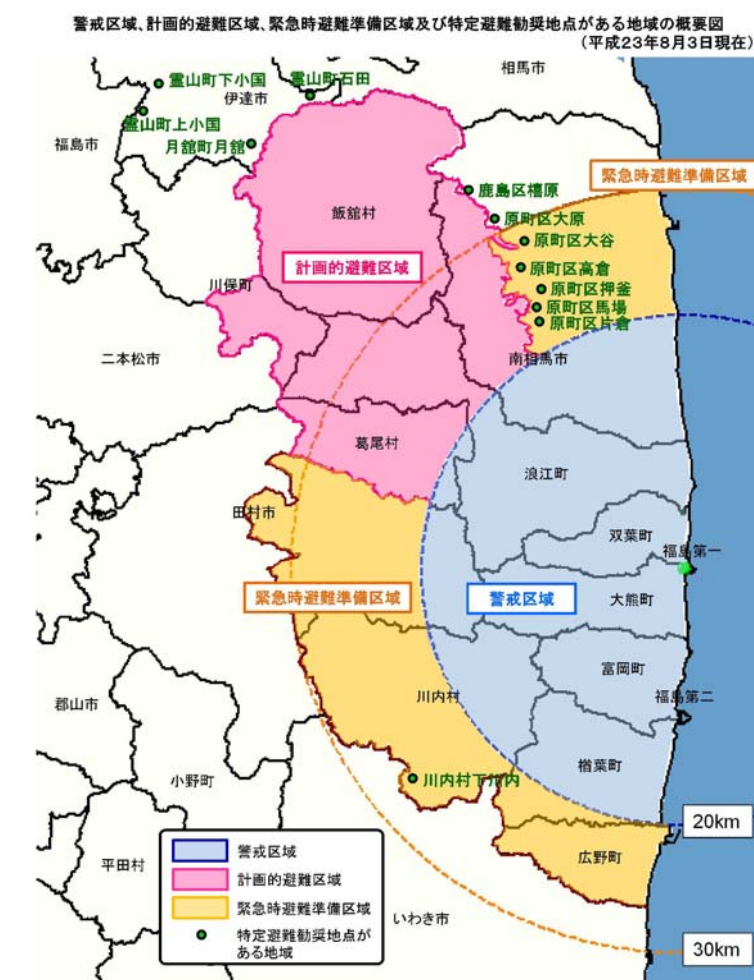 警戒区域、計画的避難区域、緊急時避難準備区域及び特定避難勧奨地点がある地域の概要図
(平成23年8月3日現在)
相馬市
霊山町下小国
霊山町石田
伊達市
霊山町上小国
福島市
月舘町月舘
緊急時避難準備区域
鹿島区橲原
飯舘村
原町区大原
原町区大谷
計画的避難区域
原町区高倉
川俣町
原町区押釜
原町区馬場
原町区片倉
二本松市
南相馬市
葛尾村
浪江町
田村市
双葉町
福島第一
緊急時避難準備区域
警戒区域
大熊町
富岡町
川内村
福島第二
郡山市
楢葉町
小野町
川内村下川内
20km
警戒区域
広野町
平田村
計画的避難区域
緊急時避難準備区域
いわき市
特定避難勧奨地点が
ある地域
30km